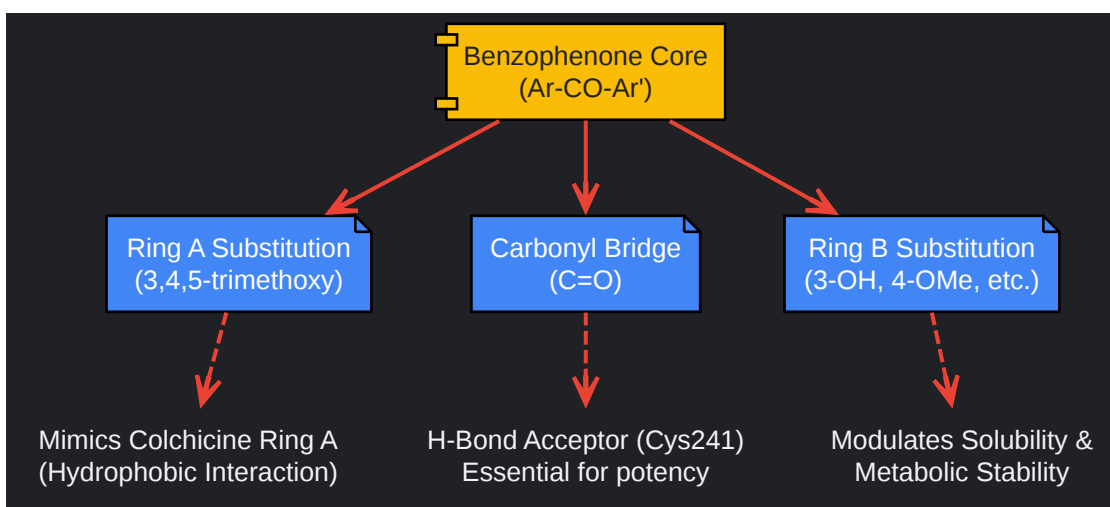 Benzophenone Core
(Ar-CO-Ar')
Ring A Substitution
(3,4,5-trimethoxy)
Carbonyl Bridge
(C=O)
Ring B Substitution
(3-OH, 4-OMe, etc.)
Mimics Colchicine Ring A
(Hydrophobic Interaction)
H-Bond Acceptor (Cys241)
Essential for potency
Modulates Solubility &
Metabolic Stability